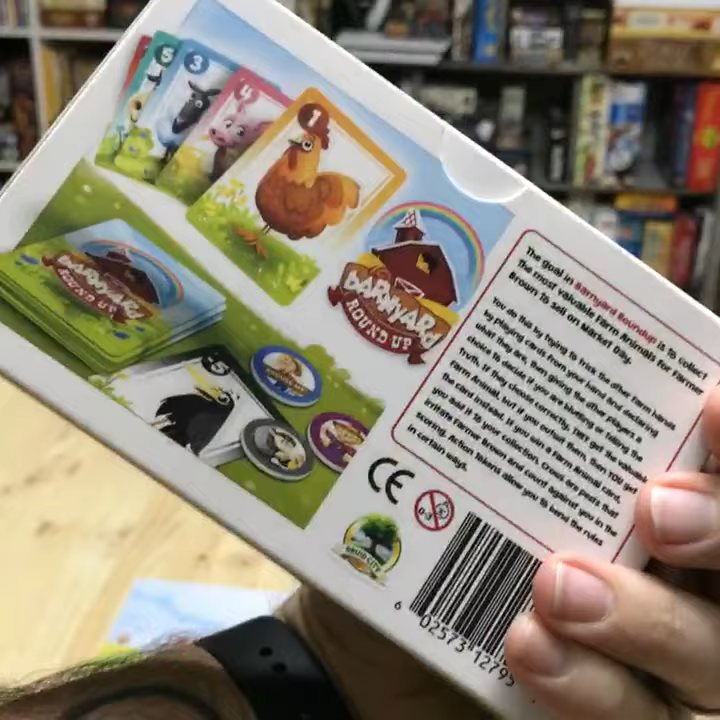 6
3
4
1
BARNYARD
ROUND UP
BARNYARD
ROUND UP
5
The goal in Barnyard Roundup is to collect
the most valuable Farm Animals for Farmer
Brown to sell on Market Day.
You do this by trying to trick the other farm hands
by playing cards from your hand and declaring
what they are, then giving the other players a
choice to decide if you are bluffing or telling the
truth. If they choose correctly, they get the valuable
Farm Animal, but if you outwit them, then YOU get
the card instead. If you win a Farm Animal card,
you add it to your collection. Crows are pests that
irritate Farmer Brown and count against you in the
scoring. Action Tokens allow you to bend the rules
in certain ways.
CE
0-3
DRUID CITY
6 02573 12795